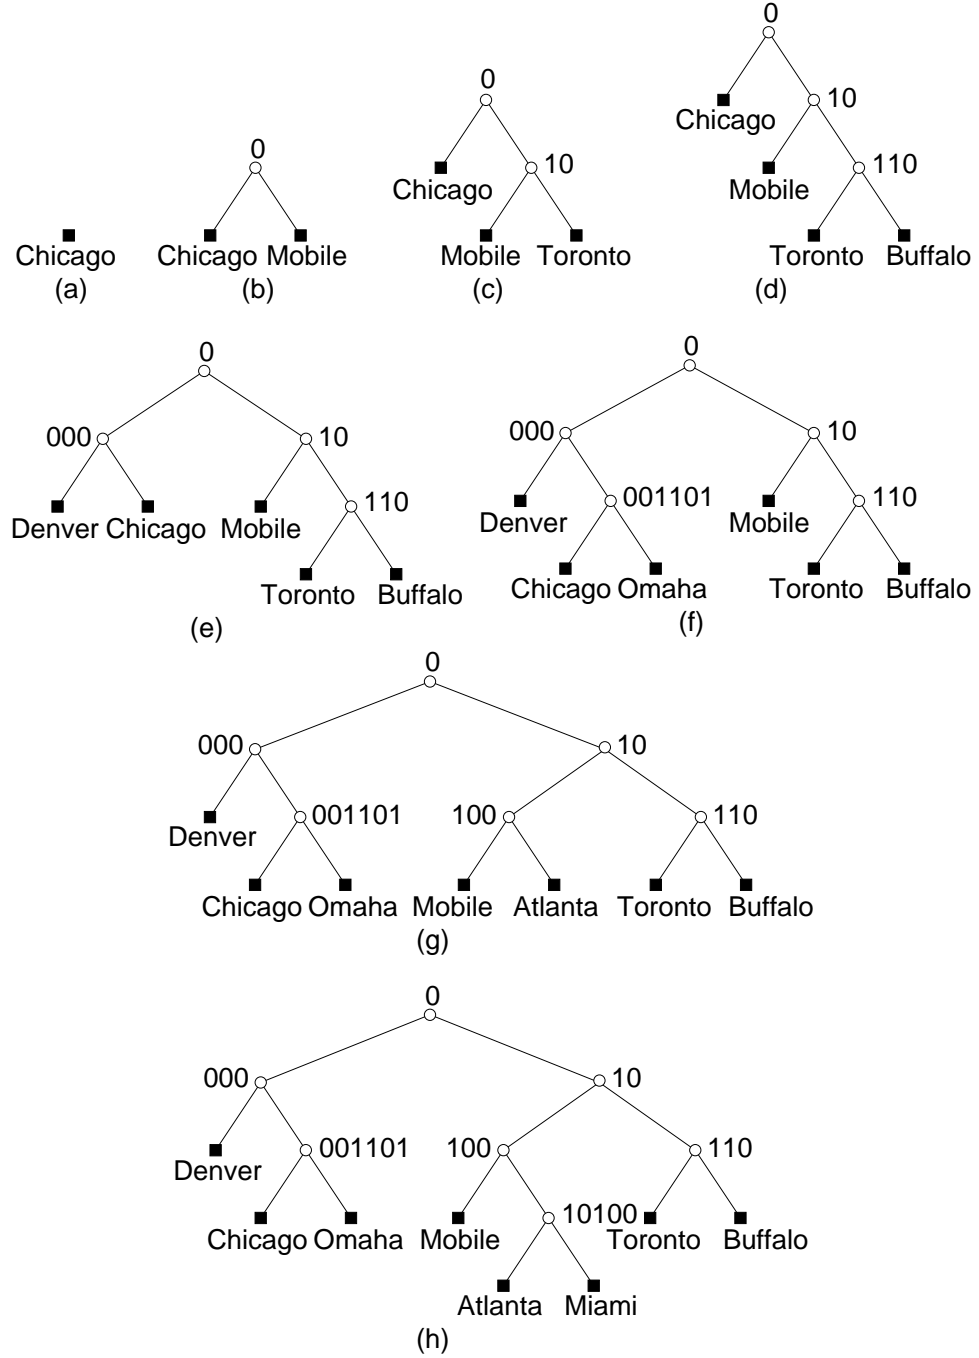 0
0
Chicago
10
0
Chicago
10
Mobile
110
Chicago
Chicago Mobile
Mobile Toronto
Toronto Buffalo
(a)
(b)
(c)
(d)
0
000
10
Denver Chicago
Mobile
110
Toronto Buffalo
(e)
0
000
10
Denver
001101
Mobile
110
Chicago Omaha
Toronto Buffalo
(f)
0
000
10
Denver
001101
100
110
Chicago Omaha Mobile Atlanta Toronto Buffalo
(g)
0
000
10
Denver
001101
100
110
Chicago Omaha Mobile
10100
Toronto Buffalo
Atlanta Miami
(h)